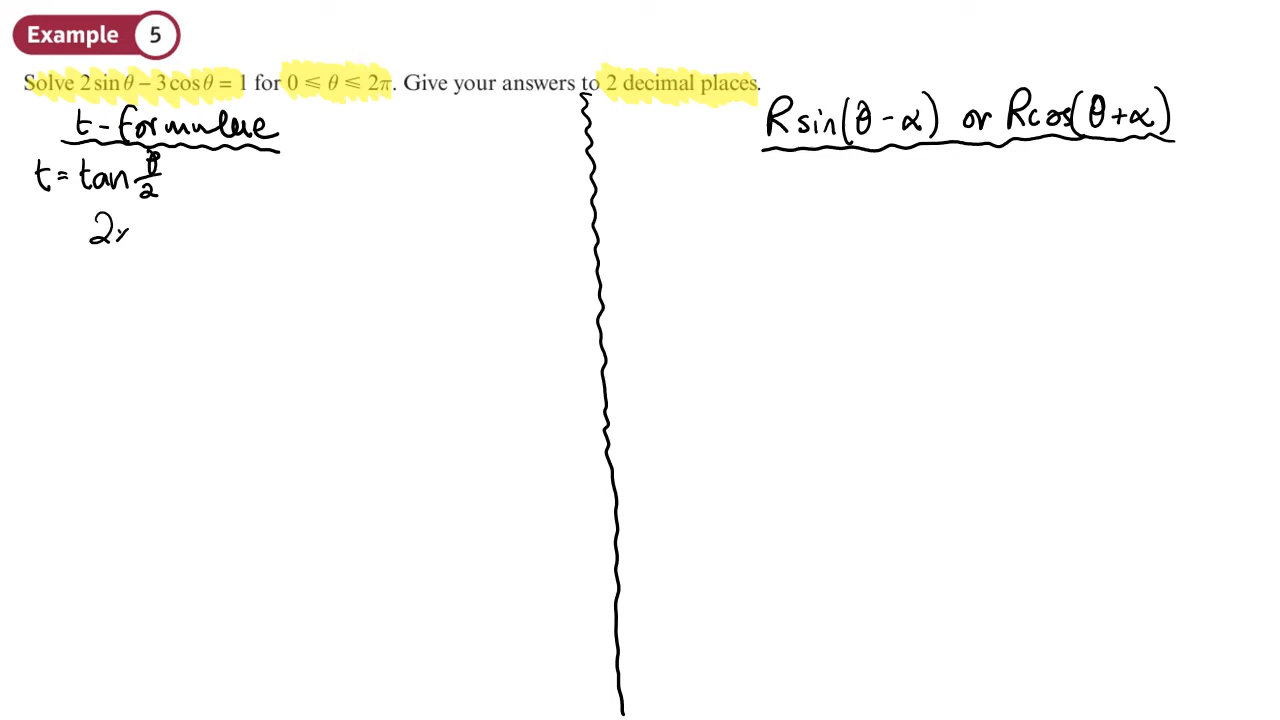 Example 5
Solve 2 sin θ – 3 cos θ = 1 for 0 ⩽ θ ⩽ 2π. Give your answers to 2 decimal places.
t - formulae
R sin(θ - α) or R cos(θ + α)
t = tan θ/2
2×